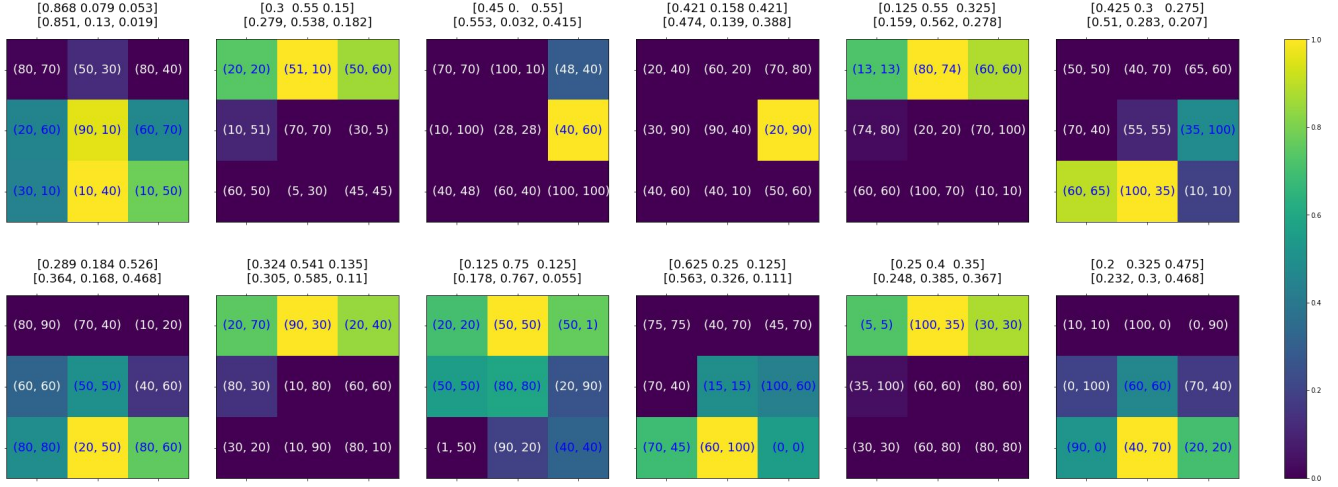 [0.868 0.079 0.053] [0.3 0.55 0.15] [0.45 0. 0.55] [0.421 0.158 0.421] [0.125 0.55 0.325] [0.425 0.3 0.275]
[0.851, 0.13, 0.019] [0.279, 0.538, 0.182] [0.553, 0.032, 0.415] [0.474, 0.139, 0.388] [0.159, 0.562, 0.278] [0.51, 0.283, 0.207]
1.0
(80, 70) (50, 30) (80, 40) (20, 20) (51, 10) (50, 60) (70, 70) (100, 10) (48, 40) (20, 40) (60, 20) (70, 80) (13, 13) (80, 74) (60, 60) (50, 50) (40, 70) (65, 60)
0.8
(20, 60) (90, 10) (60, 70) (10, 51) (70, 70) (30, 5) (10, 100) (28, 28) (40, 60) (30, 90) (90, 40) (20, 90) (74, 80) (20, 20) (70, 100) (70, 40) (55, 55) (35, 100)
(30, 10) (10, 40) (10, 50) (60, 50) (5, 30) (45, 45) (40, 48) (60, 40) (100, 100) (40, 60) (40, 10) (50, 60) (60, 60) (100, 70) (10, 10) (60, 65) (100, 35) (10, 10)
0.6
[0.289 0.184 0.526] [0.324 0.541 0.135] [0.125 0.75 0.125] [0.625 0.25 0.125] [0.25 0.4 0.35] [0.2 0.325 0.475]
[0.364, 0.168, 0.468] [0.305, 0.585, 0.11] [0.178, 0.767, 0.055] [0.563, 0.326, 0.111] [0.248, 0.385, 0.367] [0.232, 0.3, 0.468]
0.4
(80, 90) (70, 40) (10, 20) (20, 70) (90, 30) (20, 40) (20, 20) (50, 50) (50, 1) (75, 75) (40, 70) (45, 70) (5, 5) (100, 35) (30, 30) (10, 10) (100, 0) (0, 90)
(60, 60) (50, 50) (40, 60) (80, 30) (10, 80) (60, 60) (50, 50) (80, 80) (20, 90) (70, 40) (15, 15) (100, 60) (35, 100) (60, 60) (80, 60) (0, 100) (60, 60) (70, 40)
0.2
(80, 80) (20, 50) (80, 60) (30, 20) (10, 90) (80, 10) (1, 50) (90, 20) (40, 40) (70, 45) (60, 100) (0, 0) (30, 30) (60, 80) (80, 80) (90, 0) (40, 70) (20, 20)
0.0